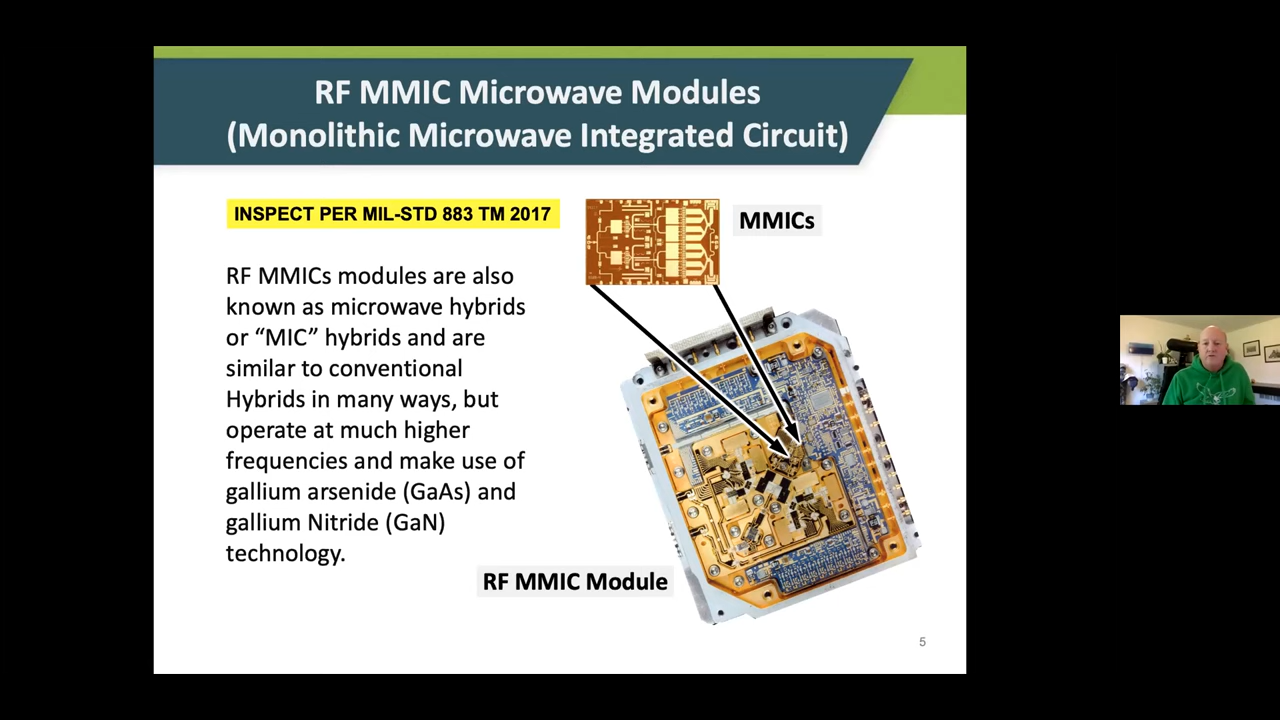 RF MMIC Microwave Modules
(Monolithic Microwave Integrated Circuit)
INSPECT PER MIL-STD 883 TM 2017
MMICs
RF MMICs modules are also
known as microwave hybrids
or “MIC” hybrids and are
similar to conventional
Hybrids in many ways, but
operate at much higher
frequencies and make use of
gallium arsenide (GaAs) and
gallium Nitride (GaN)
technology.
RF MMIC Module
5